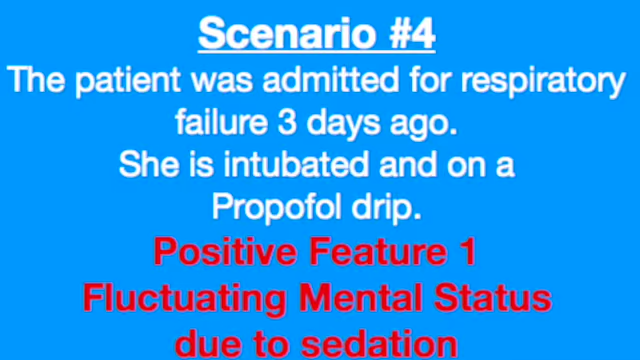 Scenario #4
The patient was admitted for respiratory
failure 3 days ago.
She is intubated and on a
Propofol drip.
Positive Feature 1
Fluctuating Mental Status
due to sedation